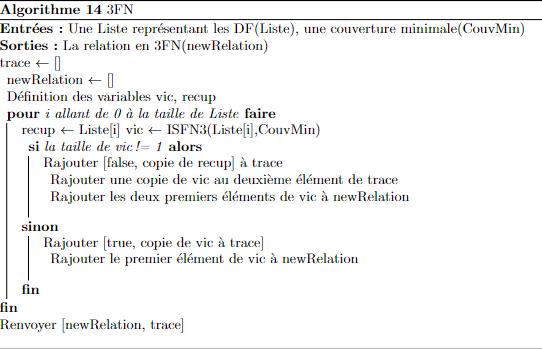 Algorithme 14 3FN
Entrées : Une Liste représentant les DF(Liste), une couverture minimale(CouvMin)
Sorties : La relation en 3FN(newRelation)
trace ← []
newRelation ← []
Définition des variables vic, recup
pour i allant de 0 à la taille de Liste faire
recup ← Liste[i] vic ← ISFN3(Liste[i],CouvMin)
si la taille de vic != 1 alors
Rajouter [false, copie de recup] à trace
Rajouter une copie de vic au deuxième élément de trace
Rajouter les deux premiers éléments de vic à newRelation
sinon
Rajouter [true, copie de vic à trace]
Rajouter le premier élément de vic à newRelation
fin
fin
Renvoyer [newRelation, trace]